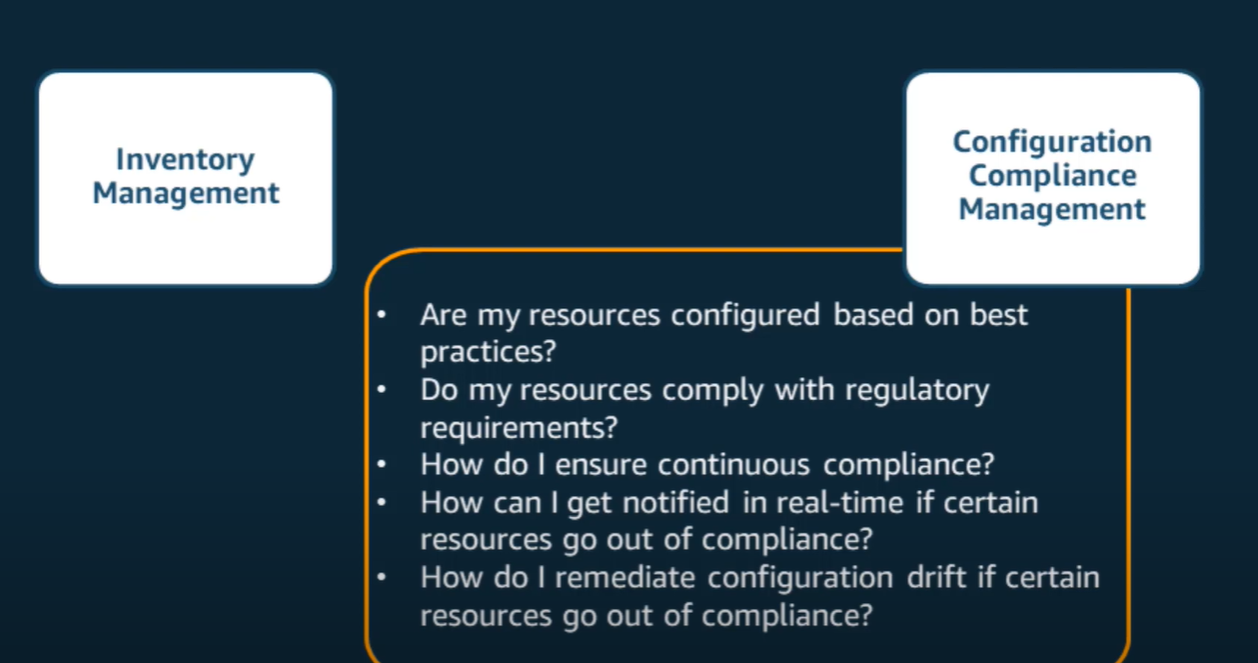 Inventory
Management
Configuration
Compliance
Management
• Are my resources configured based on best
practices?
• Do my resources comply with regulatory
requirements?
• How do I ensure continuous compliance?
• How can I get notified in real-time if certain
resources go out of compliance?
• How do I remediate configuration drift if certain
resources go out of compliance?